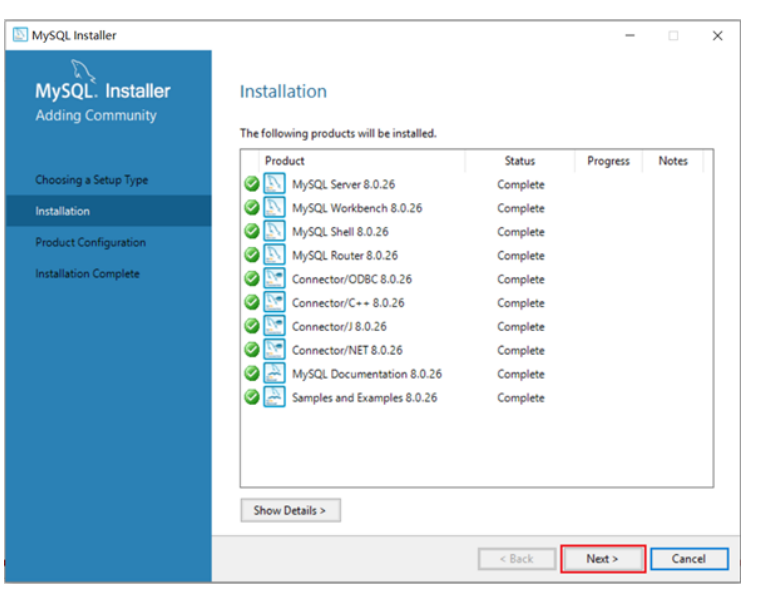 MySQL Installer
MySQL. Installer
Adding Community
Choosing a Setup Type
Installation
Product Configuration
Installation Complete
Installation
The following products will be installed.
Product Status Progress Notes
MySQL Server 8.0.26 Complete
MySQL Workbench 8.0.26 Complete
MySQL Shell 8.0.26 Complete
MySQL Router 8.0.26 Complete
Connector/ODBC 8.0.26 Complete
Connector/C++ 8.0.26 Complete
Connector/J 8.0.26 Complete
Connector/NET 8.0.26 Complete
MySQL Documentation 8.0.26 Complete
Samples and Examples 8.0.26 Complete
Show Details >
< Back Next > Cancel